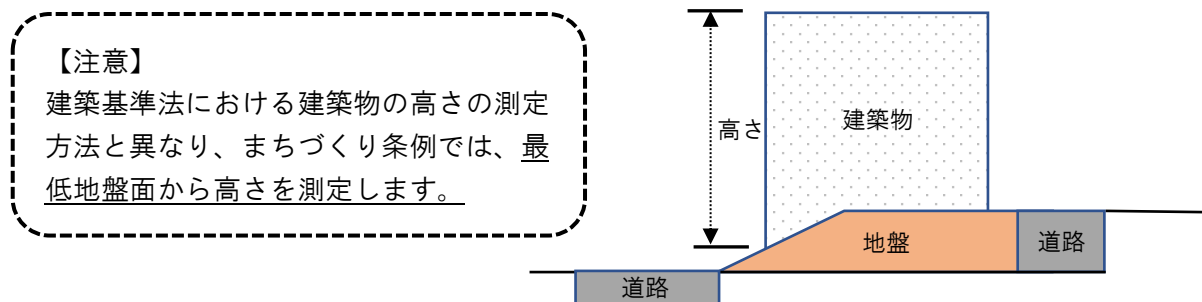 【注意】
建築基準法における建築物の高さの測定
方法と異なり、まちづくり条例では、最
低地盤面から高さを測定します。
高さ
建築物
地盤
道路
道路